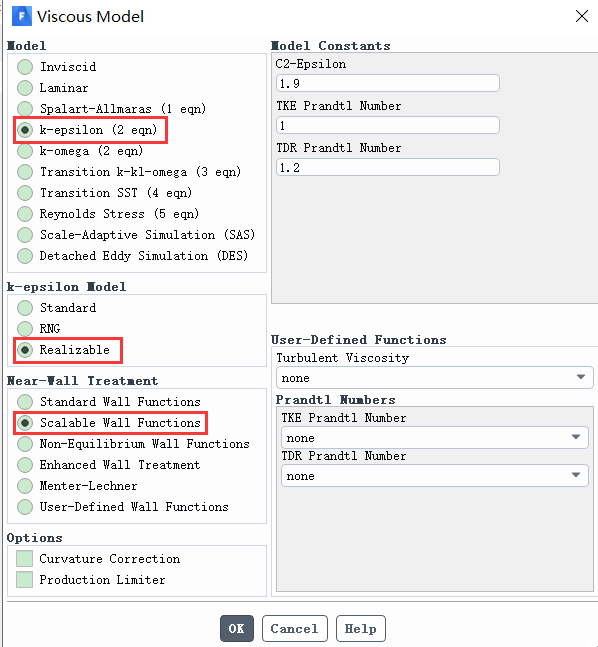 F Viscous Model
Model
Inviscid
Laminar
Spalart-Allmaras (1 eqn)
k-epsilon (2 eqn)
k-omega (2 eqn)
Transition k-kl-omega (3 eqn)
Transition SST (4 eqn)
Reynolds Stress (5 eqn)
Scale-Adaptive Simulation (SAS)
Detached Eddy Simulation (DES)
k-epsilon Model
Standard
RNG
Realizable
Near-Wall Treatment
Standard Wall Functions
Scalable Wall Functions
Non-Equilibrium Wall Functions
Enhanced Wall Treatment
Menter-Lechner
User-Defined Wall Functions
Options
Curvature Correction
Production Limiter
Model Constants
C2-Epsilon
1.9
TKE Prandtl Number
1
TDR Prandtl Number
1.2
User-Defined Functions
Turbulent Viscosity
none
Prandtl Numbers
TKE Prandtl Number
none
TDR Prandtl Number
none
OK
Cancel
Help